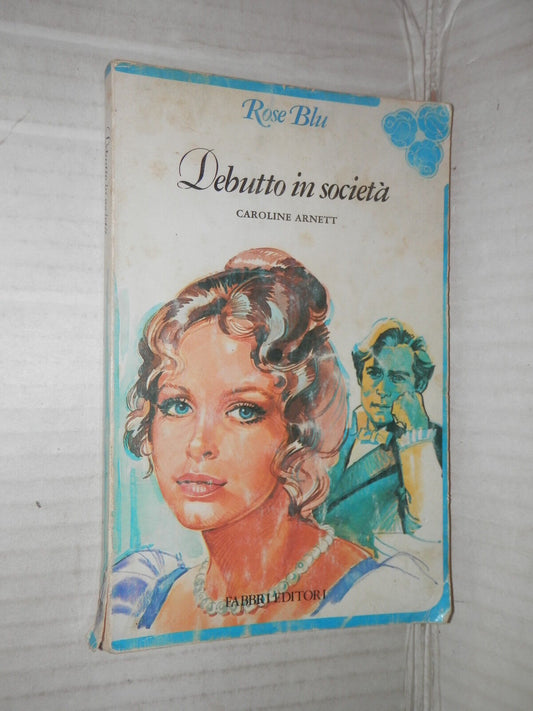 Rose Blu
Debutto in società
CAROLINE ARNETT
FABBRI EDITORI